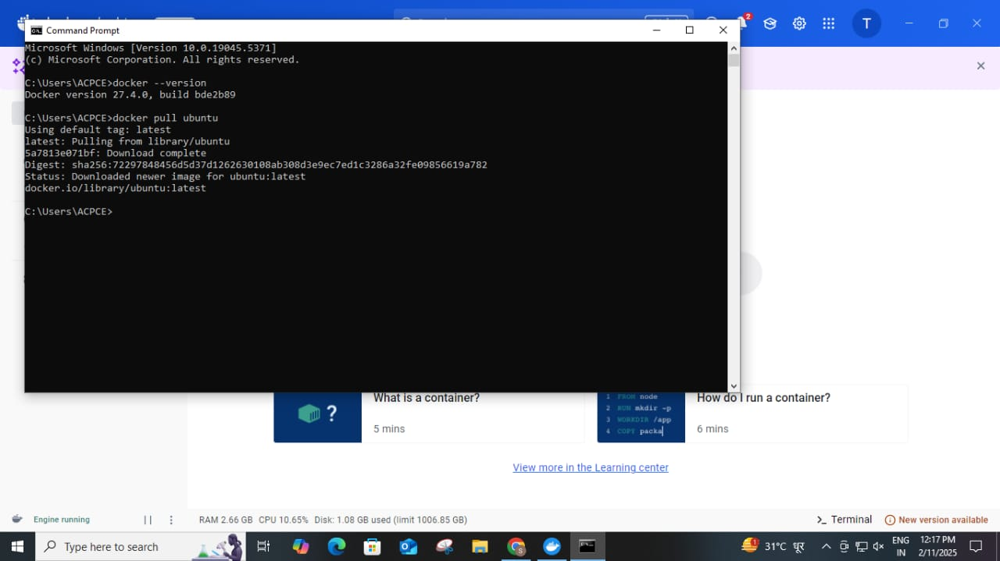 T
2
Command Prompt
Microsoft Windows [Version 10.0.19045.5371]
(c) Microsoft Corporation. All rights reserved.
C:\Users\ACPCE>docker --version
Docker version 27.4.0, build bde2b89
C:\Users\ACPCE>docker pull ubuntu
Using default tag: latest
latest: Pulling from library/ubuntu
5a7813e071bf: Download complete
Digest: sha256:72297848456d5d37d1262630108ab308d3e9ec7ed1c3286a32fe09856619a782
Status: Downloaded newer image for ubuntu:latest
docker.io/library/ubuntu:latest
C:\Users\ACPCE>
?
What is a container?
5 mins
1 FROM node
2 RUN mkdir -p
3 WORKDIR /app
4 COPY packa
How do I run a container?
6 mins
View more in the Learning center
Engine running
RAM 2.66 GB CPU 10.65% Disk: 1.08 GB used (limit 1006.85 GB)
Terminal
New version available
Type here to search
S
1
31°C धूर
ENG
IN
12:17 PM
2/11/2025